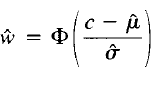 ŵ = Φ((c − μ̂)/σ̂)